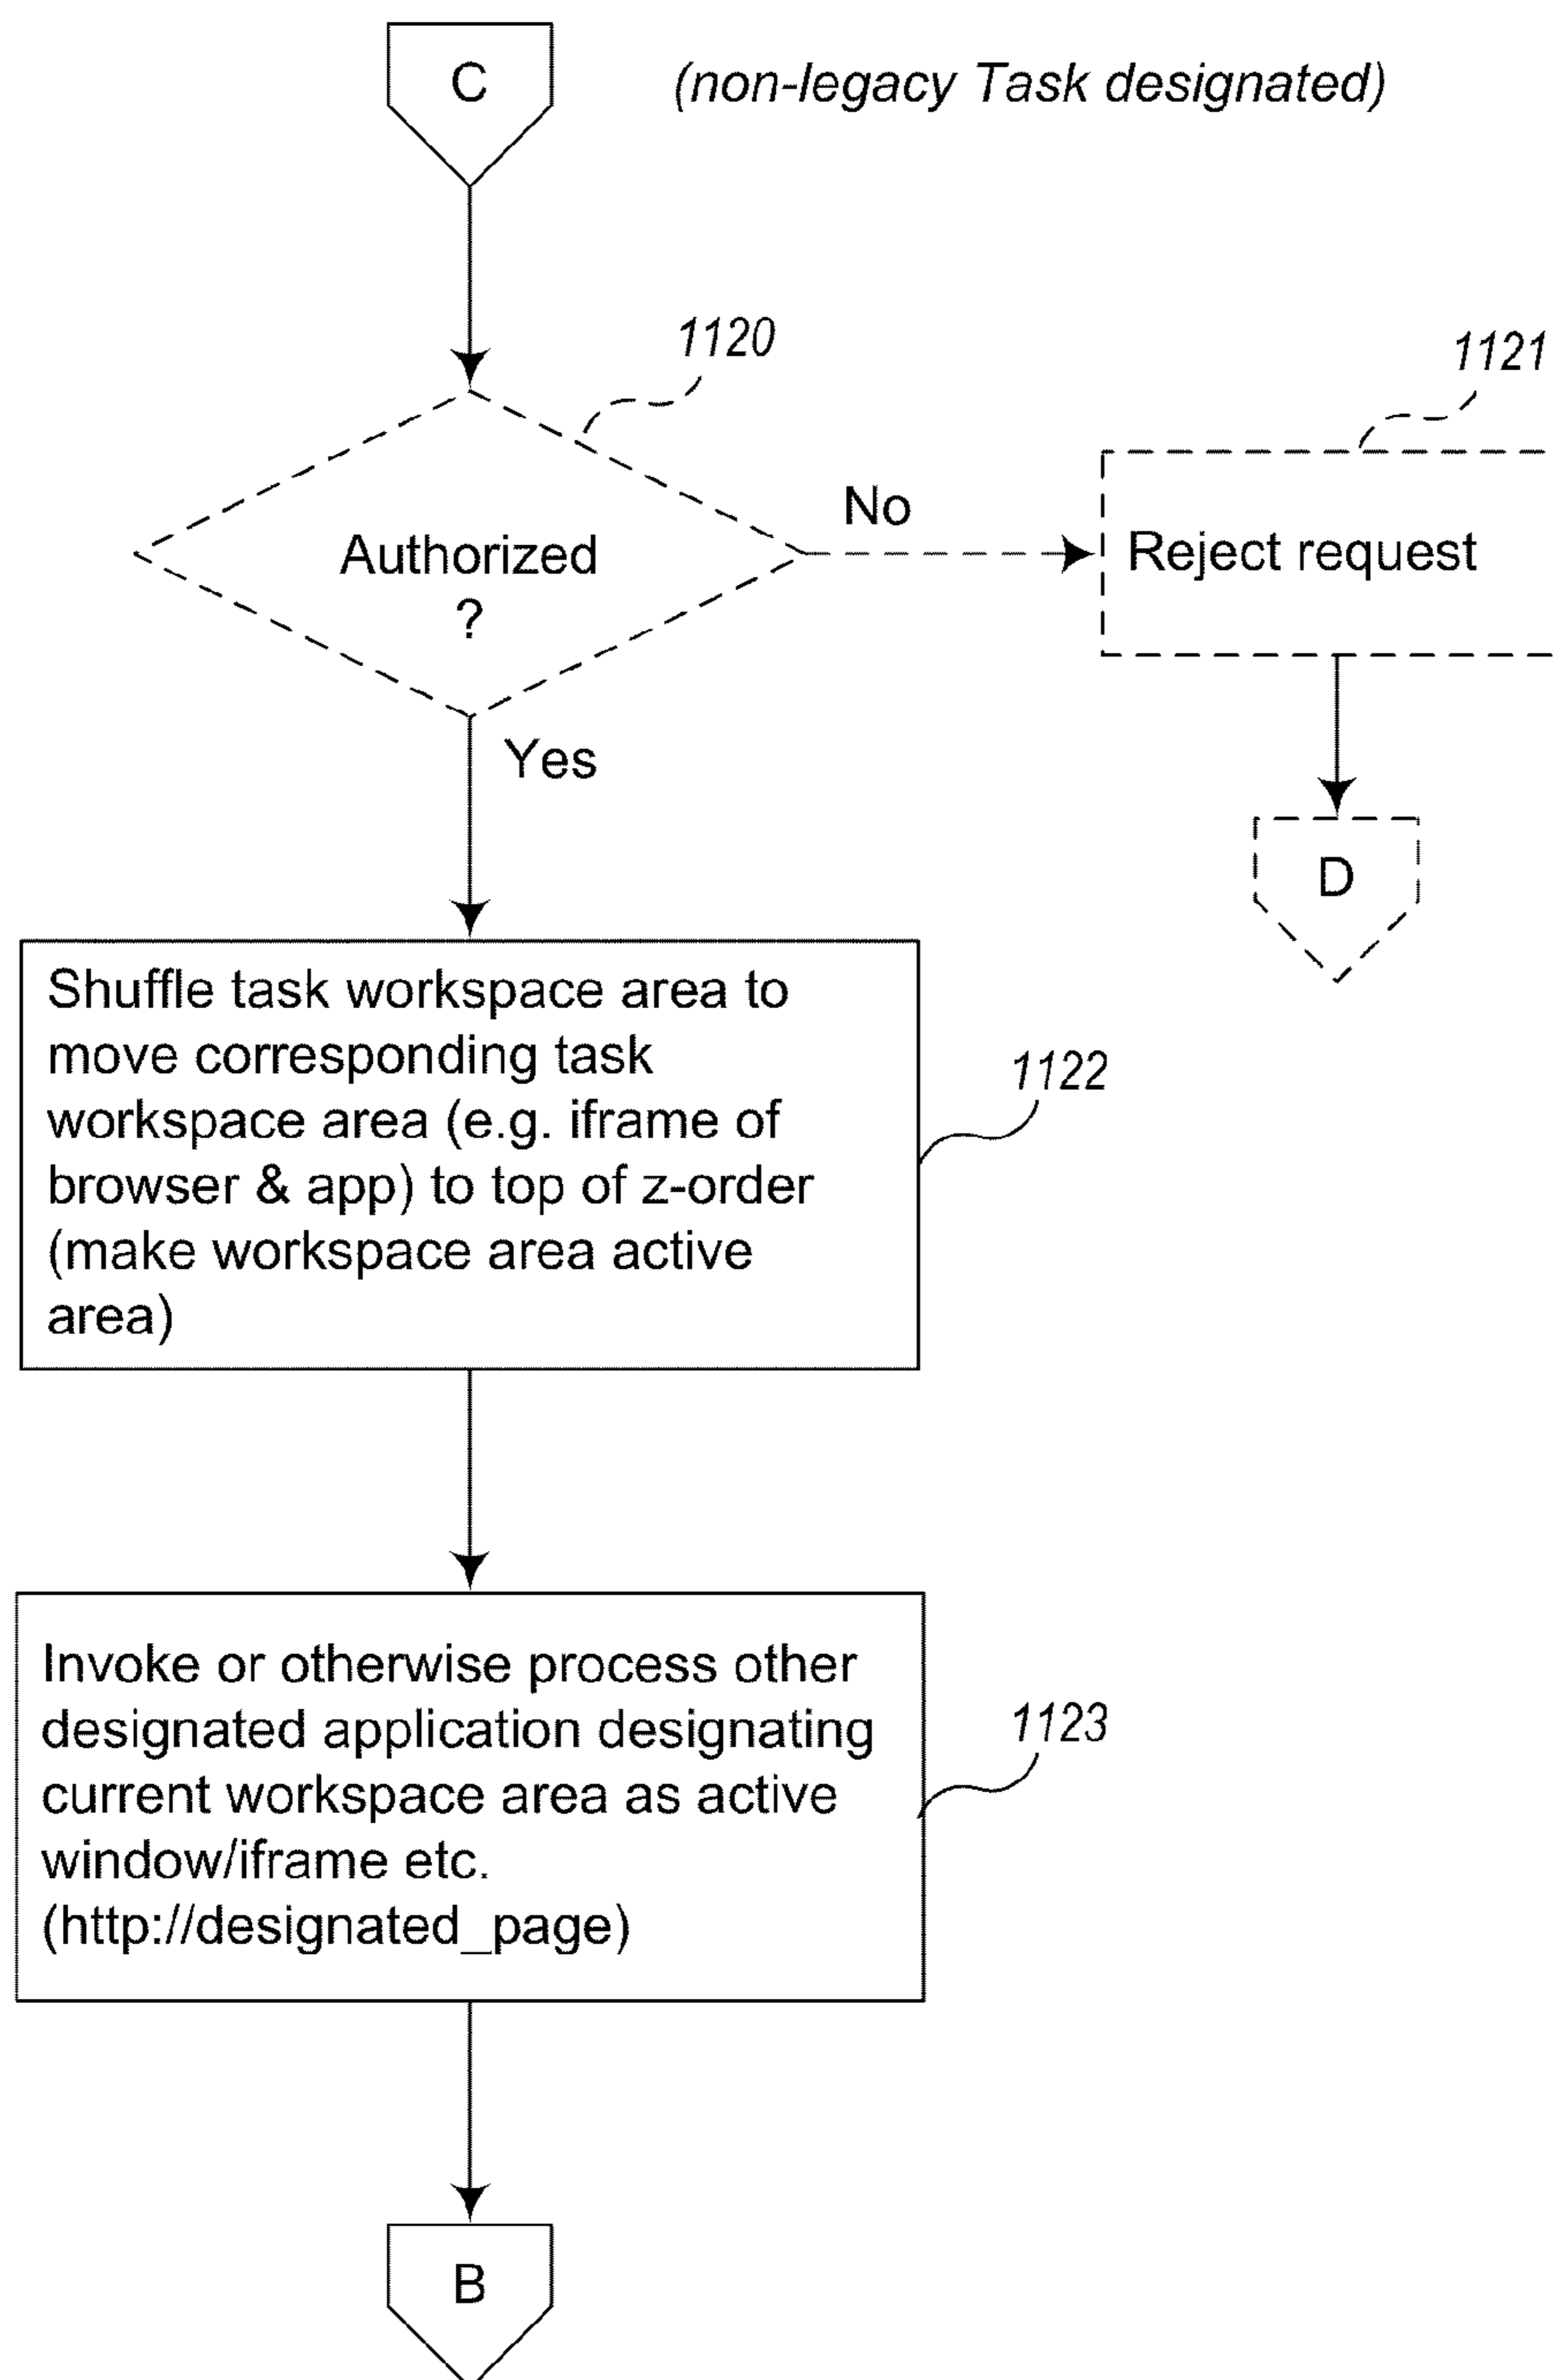 C
(non-legacy Task designated)
1120
1121
No
Authorized
?
Reject request
Yes
D
Shuffle task workspace area to
move corresponding task
workspace area (e.g. iframe of
browser & app) to top of z-order
(make workspace area active
area)
1122
Invoke or otherwise process other
designated application designating
current workspace area as active
window/iframe etc.
(http://designated_page)
1123
B